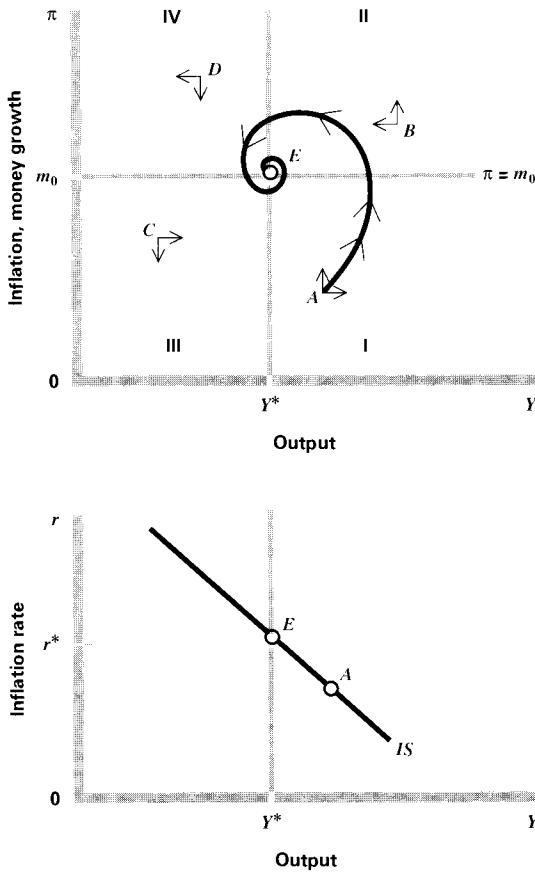 π
IV
II
D
B
E
m₀
π = m₀
C
A
III
I
0
Y*
Y
Inflation, money growth
Output
r
E
r*
A
IS
0
Y*
Y
Inflation rate
Output